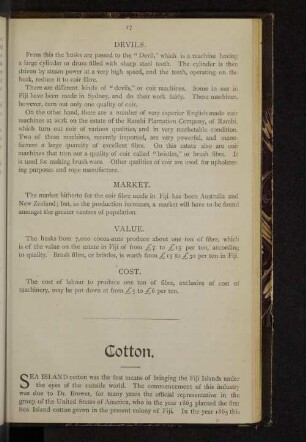 17
DEVILS.
From this the husks are passed to the "Devil," which is a machine having
a large cylinder or drum filled with sharp steel teeth. The cylinder is then
driven by steam power at a very high speed, and the teeth, operating on the
husk, reduce it to coir fibre.
There are different kinds of "devils," or coir machines. Some in use in
Fiji have been made in Sydney, and do their work fairly. These machines,
however, turn out only one quality of coir.
On the other hand, there are a number of very superior English-made coir
machines at work on the estate of the Rambi Plantation Company, of Rambi,
which turn out coir of various qualities, and in very marketable condition.
Two of these machines, recently imported, are very powerful, and manu-
facture a large quantity of excellent fibre. On this estate also are coir
machines that turn out a quality of coir called "bristles," or brush fibre. It
is used for making brush-ware. Other qualities of coir are used for upholster-
ing purposes and rope manufacture.
MARKET.
The market hitherto for the coir fibre made in Fiji has been Australia and
New Zealand; but, as the production increases, a market will have to be found
amongst the greater centres of population.
VALUE.
The husks from 7,000 cocoa-nuts produce about one ton of fibre, which
is of the value on the estate in Fiji of from to per ton, according
to quality. Brush fibre, or bristles, is worth from to per ton in Fiji.
COST.
The cost of labour to produce one ton of fibre, exclusive of cost of
machinery, may be put down at from £5 to £6 per ton.
Cotton.
SEA ISLAND cotton was the first means of bringing the Fiji Islands under
the eyes of the outside world. The commencement of this industry
was due to Dr. Brower, for many years the official representative in the
group of the United States of America, who in the year planted the first
Sea Island cotton grown in the present colony of Fiji. In the year this